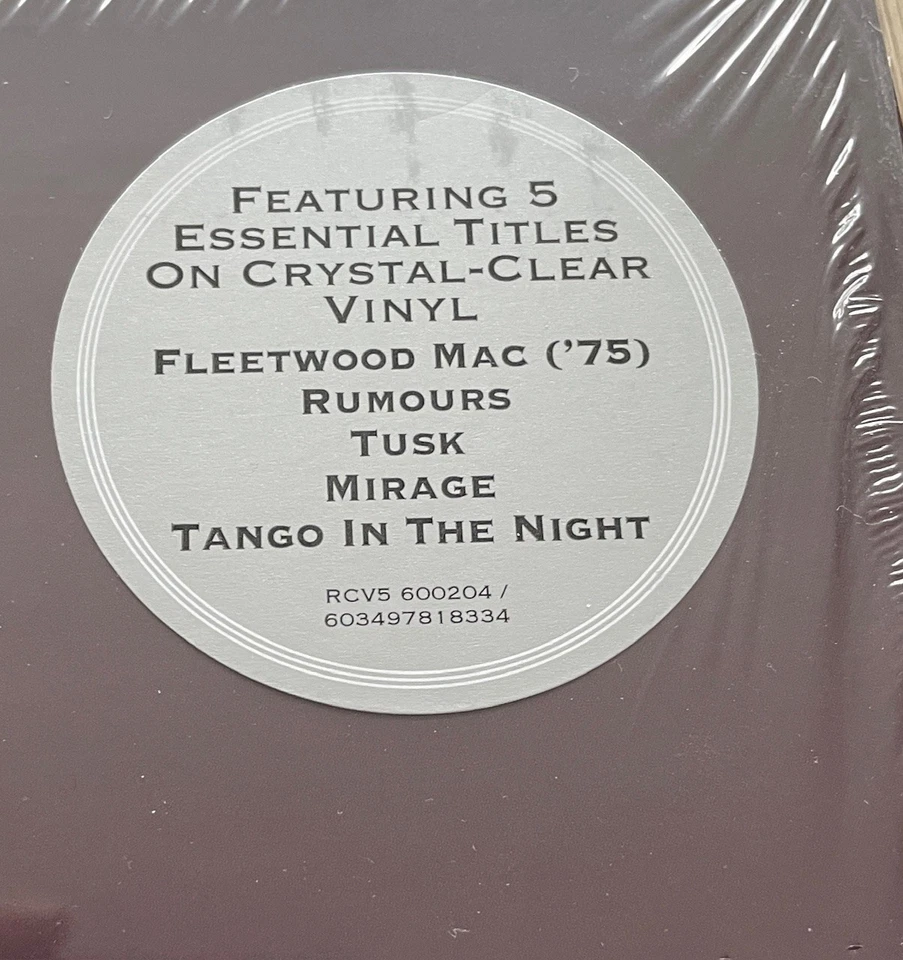 Featuring 5
Essential Titles
On Crystal-Clear
Vinyl
Fleetwood Mac ('75)
Rumours
Tusk
Mirage
Tango In The Night
RCV5 600204 /
603497818334